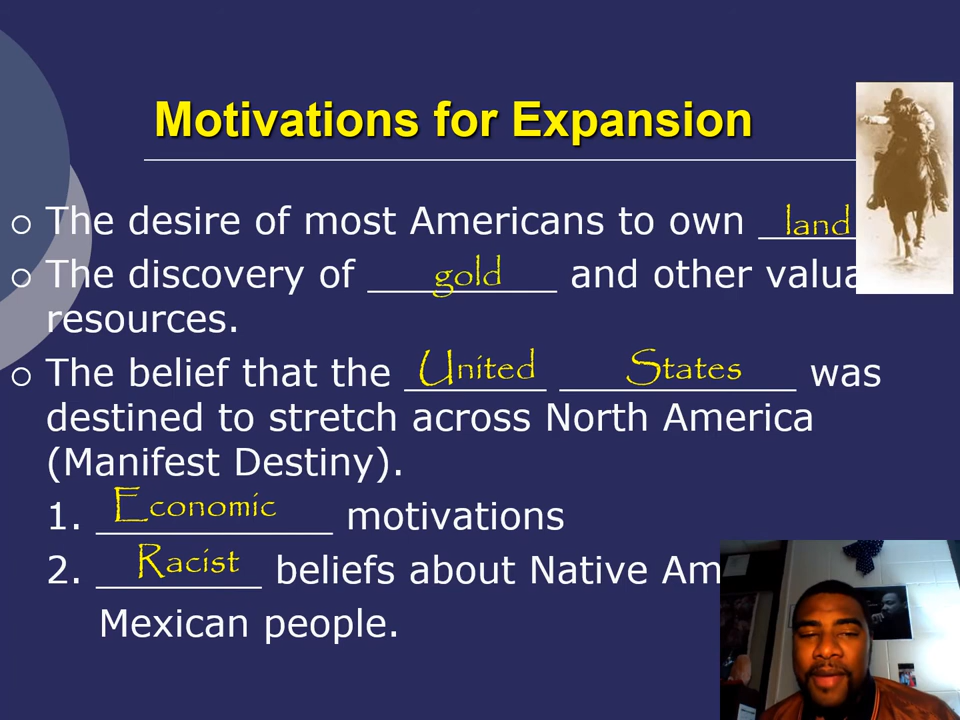 Motivations for Expansion
The desire of most Americans to own land
The discovery of gold and other
resources.
The belief that the United States was
destined to stretch across North America
(Manifest Destiny).
1. Economic motivations
2. Racist beliefs about Native
Mexican people.